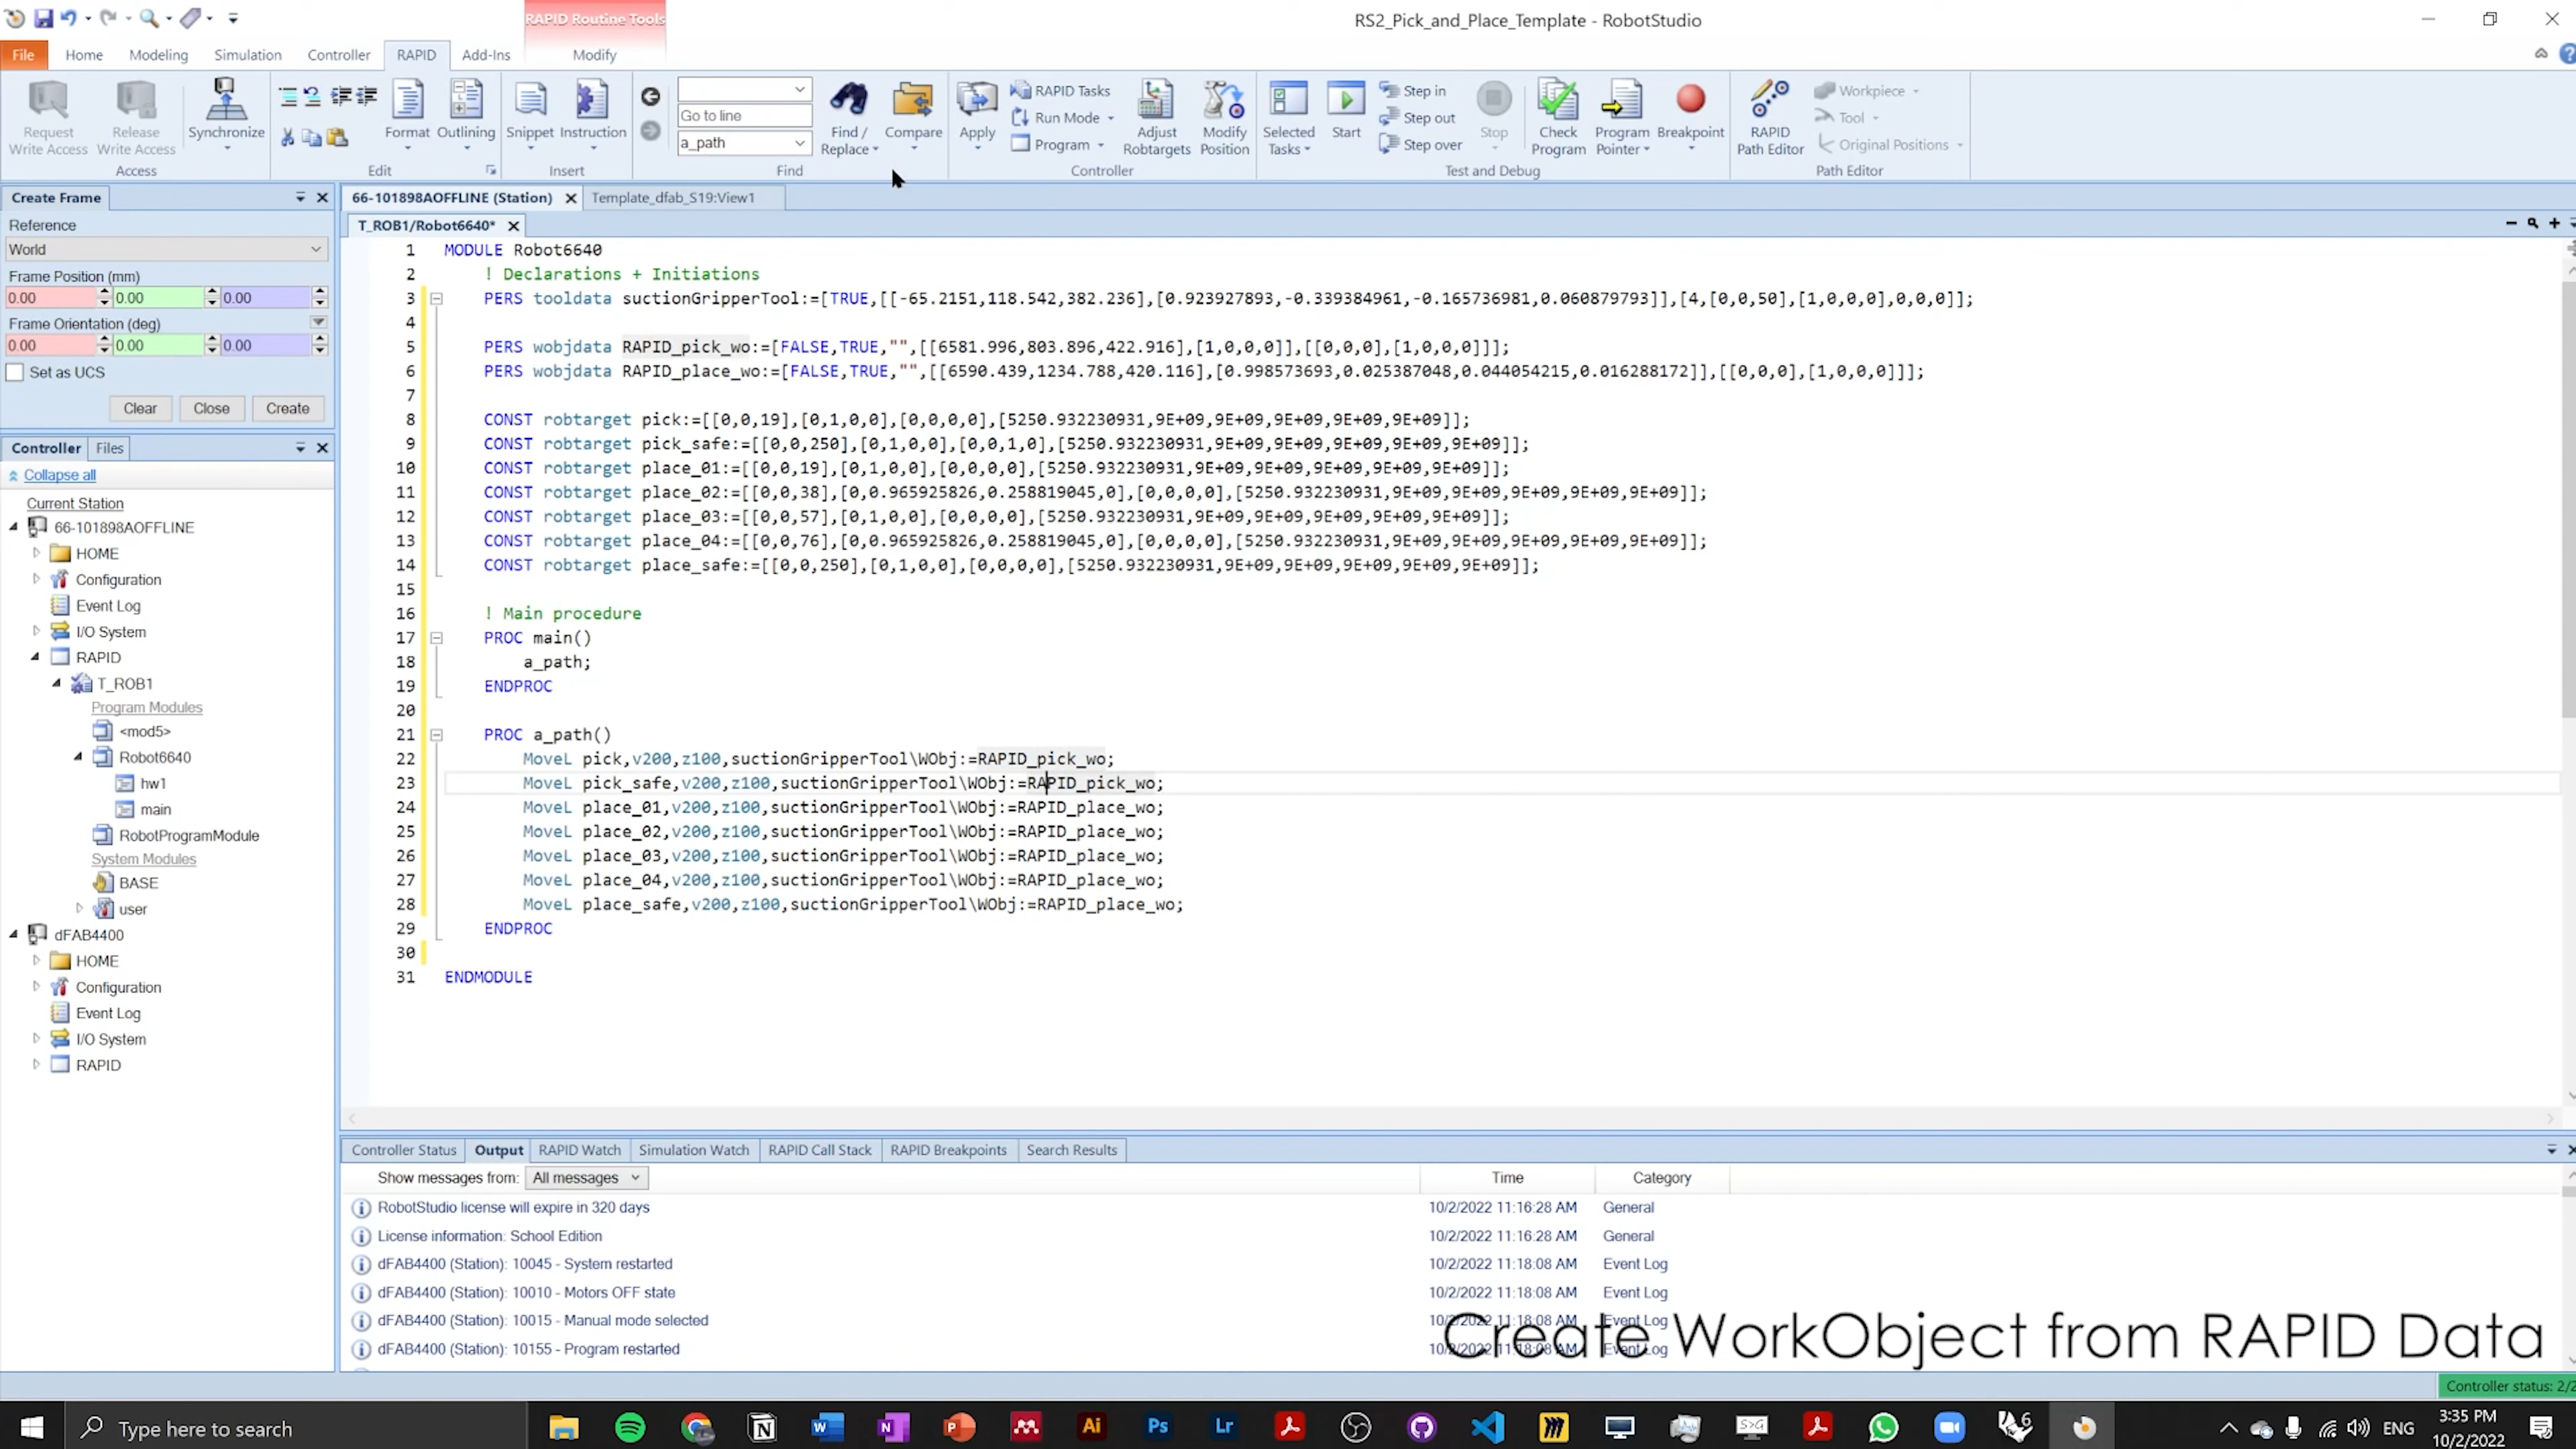 RAPID Routine Tools
RS2_Pick_and_Place_Template - RobotStudio
File
Home
Modeling
Simulation
Controller
RAPID
Add-Ins
Modify
Request
Write Access
Release
Write Access
Synchronize
Format
Outlining
Snippet
Instruction
Go to line
a_path
Find /
Replace
Compare
Apply
RAPID Tasks
Run Mode
Program
Adjust
Robtargets
Modify
Position
Selected
Tasks
Start
Step in
Step out
Step over
Stop
Check
Program
Program
Pointer
Breakpoint
RAPID
Path Editor
Workpiece
Tool
Original Positions
Access
Edit
Insert
Find
Controller
Test and Debug
Path Editor
Create Frame
Reference
World
Frame Position (mm)
0.00 0.00 0.00
Frame Orientation (deg)
0.00 0.00 0.00
Set as UCS
Clear Close Create
Controller Files
Collapse all
Current Station
66-101898AOFFLINE
HOME
Configuration
Event Log
I/O System
RAPID
T_ROB1
Program Modules
<mod5>
Robot6640
hw1
main
RobotProgramModule
System Modules
BASE
user
dFAB4400
HOME
Configuration
Event Log
I/O System
RAPID
66-101898AOFFLINE (Station) Template_dfab_S19:View1
T_ROB1/Robot6640*
1 MODULE Robot6640
2 ! Declarations + Initiations
3 PERS tooldata suctionGripperTool:=[TRUE,[[-65.2151,118.542,382.236],[0.923927893,-0.339384961,-0.165736981,0.060879793]],[4,[0,0,50],[1,0,0,0],0,0,0]];
4
5 PERS wobjdata RAPID_pick_wo:=[FALSE,TRUE,"",[[6581.996,803.896,422.916],[1,0,0,0]],[[0,0,0],[1,0,0,0]]];
6 PERS wobjdata RAPID_place_wo:=[FALSE,TRUE,"",[[6590.439,1234.788,420.116],[0.998573693,0.025387048,0.044054215,0.016288172]],[[0,0,0],[1,0,0,0]]];
7
8 CONST robtarget pick:=[[0,0,19],[0,1,0,0],[0,0,0,0],[5250.932230931,9E+09,9E+09,9E+09,9E+09,9E+09]];
9 CONST robtarget pick_safe:=[[0,0,250],[0,1,0,0],[0,0,1,0],[5250.932230931,9E+09,9E+09,9E+09,9E+09,9E+09]];
10 CONST robtarget place_01:=[[0,0,19],[0,1,0,0],[0,0,0,0],[5250.932230931,9E+09,9E+09,9E+09,9E+09,9E+09]];
11 CONST robtarget place_02:=[[0,0,38],[0,0.965925826,0.258819045,0],[0,0,0,0],[5250.932230931,9E+09,9E+09,9E+09,9E+09,9E+09]];
12 CONST robtarget place_03:=[[0,0,57],[0,1,0,0],[0,0,0,0],[5250.932230931,9E+09,9E+09,9E+09,9E+09,9E+09]];
13 CONST robtarget place_04:=[[0,0,76],[0,0.965925826,0.258819045,0],[0,0,0,0],[5250.932230931,9E+09,9E+09,9E+09,9E+09,9E+09]];
14 CONST robtarget place_safe:=[[0,0,250],[0,1,0,0],[0,0,0,0],[5250.932230931,9E+09,9E+09,9E+09,9E+09,9E+09]];
15
16 ! Main procedure
17 PROC main()
18 a_path;
19 ENDPROC
20
21 PROC a_path()
22 MoveL pick,v200,z100,suctionGripperTool\WObj:=RAPID_pick_wo;
23 MoveL pick_safe,v200,z100,suctionGripperTool\WObj:=RAPID_pick_wo;
24 MoveL place_01,v200,z100,suctionGripperTool\WObj:=RAPID_place_wo;
25 MoveL place_02,v200,z100,suctionGripperTool\WObj:=RAPID_place_wo;
26 MoveL place_03,v200,z100,suctionGripperTool\WObj:=RAPID_place_wo;
27 MoveL place_04,v200,z100,suctionGripperTool\WObj:=RAPID_place_wo;
28 MoveL place_safe,v200,z100,suctionGripperTool\WObj:=RAPID_place_wo;
29 ENDPROC
30
31 ENDMODULE
Controller Status Output RAPID Watch Simulation Watch RAPID Call Stack RAPID Breakpoints Search Results
Show messages from: All messages Time Category
RobotStudio license will expire in 320 days 10/2/2022 11:16:28 AM General
License information: School Edition 10/2/2022 11:16:28 AM General
dFAB4400 (Station): 10045 - System restarted 10/2/2022 11:18:08 AM Event Log
dFAB4400 (Station): 10010 - Motors OFF state 10/2/2022 11:18:08 AM Event Log
dFAB4400 (Station): 10015 - Manual mode selected 10/2/2022 11:18:08 AM Event Log
dFAB4400 (Station): 10155 - Program restarted 10/2/2022 11:18:08 AM Event Log
Create WorkObject from RAPID Data
Controller status: 2/2
Type here to search
ENG
3:35 PM
10/2/2022